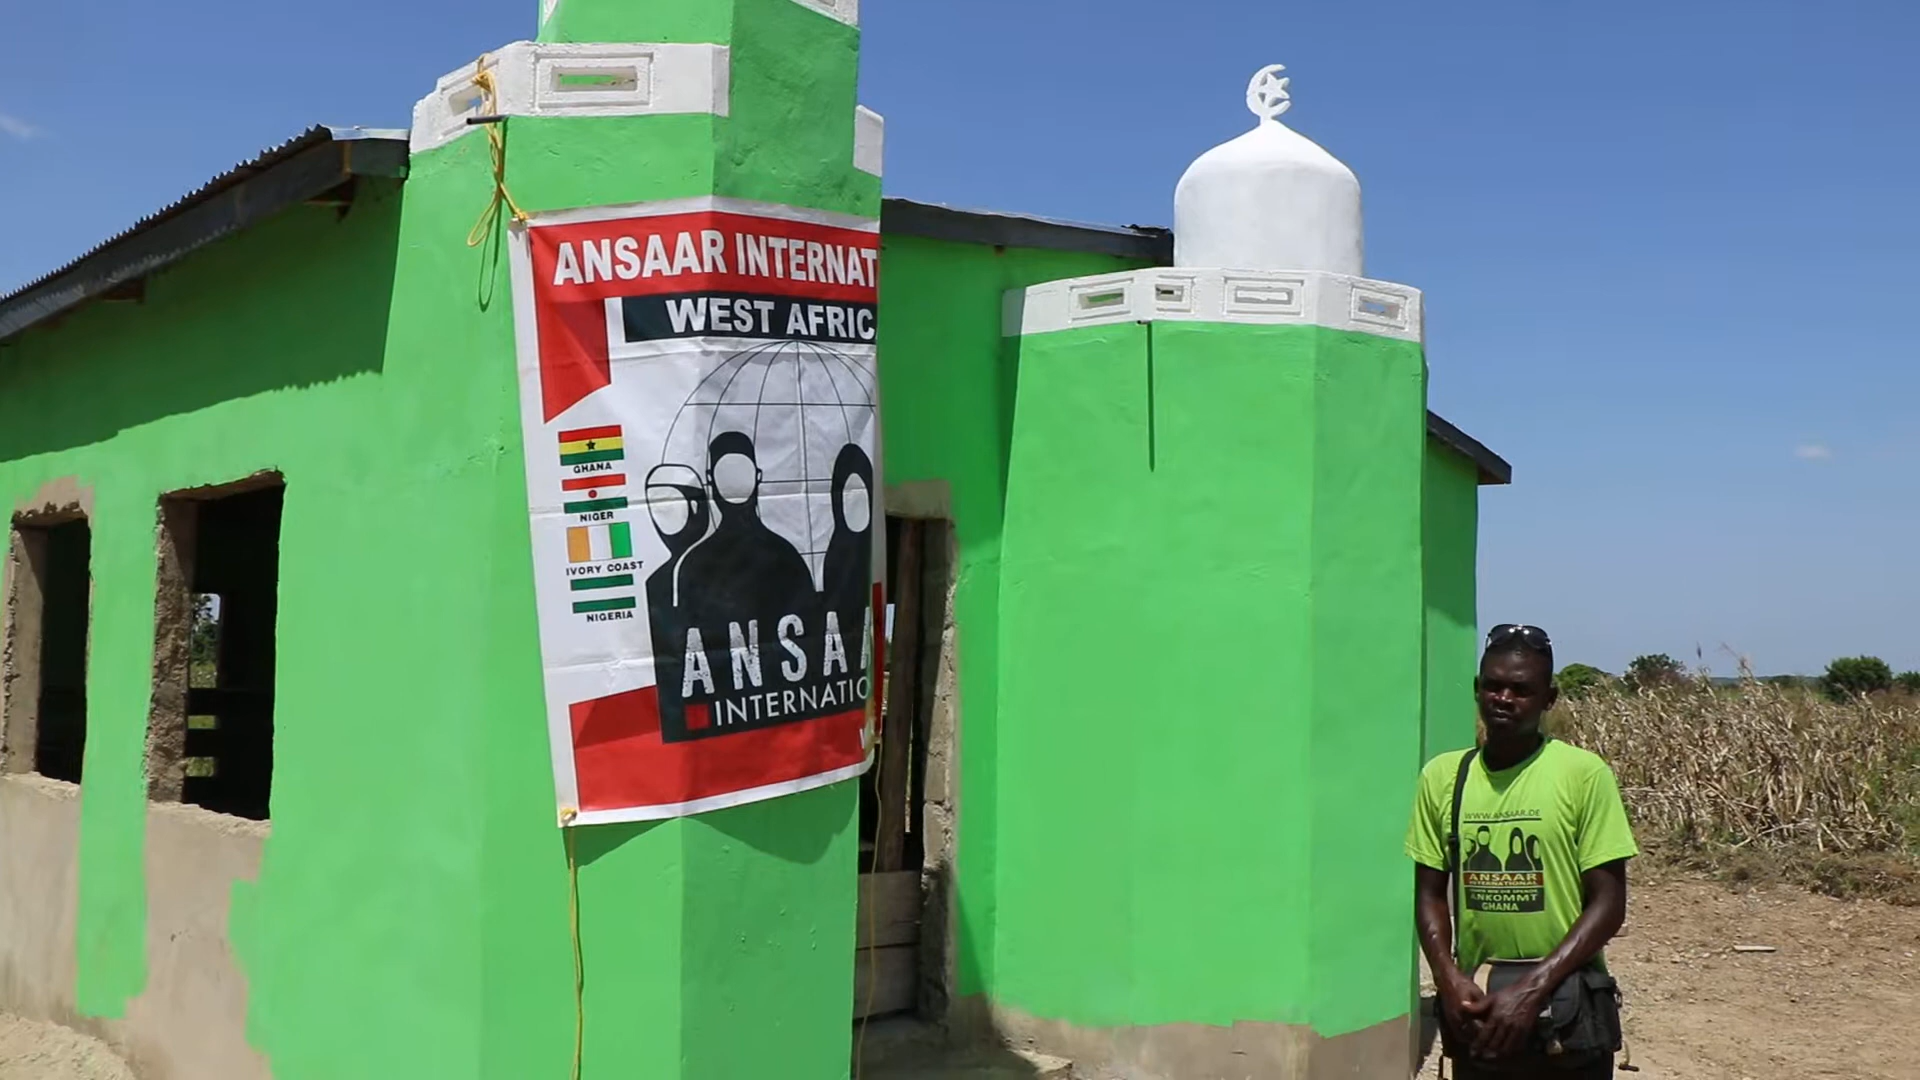 ANSAAR INTERNAT
WEST AFRIC
GHANA
NIGER
IVORY COAST
NIGERIA
ANSAA
INTERNATIO
WWW.ANSAAR.DE
ANSAAR
INTERNATIONAL
ANKOMMT
GHANA